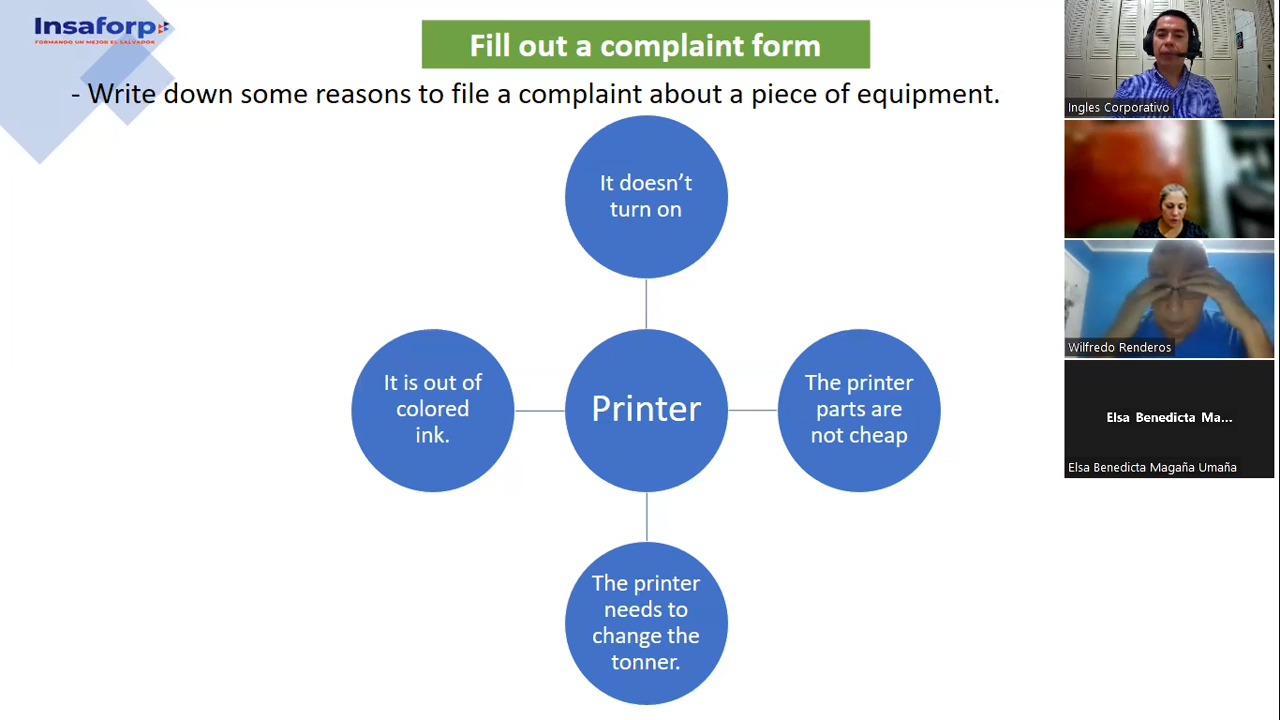 Insaforp
FORMANDO UN MEJOR EL SALVADOR
Fill out a complaint form
- Write down some reasons to file a complaint about a piece of equipment.
It doesn’t
turn on
It is out of
colored
ink.
Printer
The printer
parts are
not cheap
The printer
needs to
change the
tonner.
Ingles Corporativo
Wilfredo Renderos
Elsa Benedicta Ma...
Elsa Benedicta Magaña Umaña